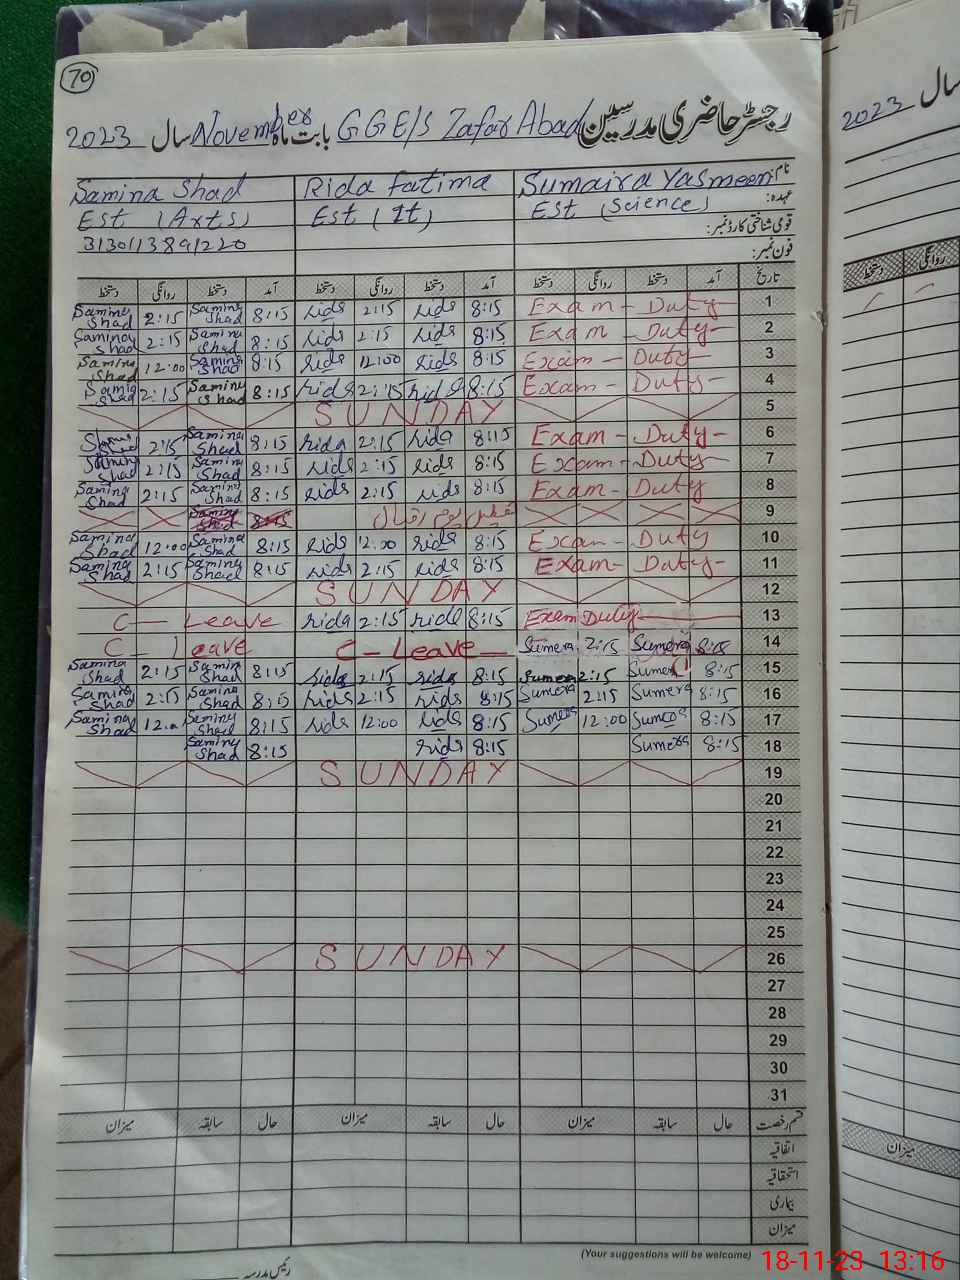 70
رجسٹر حاضری مدرسین GGE/S Zafar Abad بابت ماہ November سال 2023
سال 2023
نام: Sumaira Yasmeen Rida Fatima Samina Shad
عہدہ: Est (Science) Est (It) Est (Arts)
قومی شناختی کارڈ نمبر:
فون نمبر:
تاریخ آمد دستخط روانگی دستخط آمد دستخط روانگی دستخط آمد دستخط روانگی دستخط
روانگی دستخط
1 Exam - Duty 8:15 rida 2:15 rida 8:15 Samina Shad 2:15 Samina Shad
2 Exam Duty 8:15 rida 2:15 rida 8:15 Samina Shad 2:15 Samina Shad
3 Exam - Duty 8:15 rida 12:00 rida 8:15 Samina Shad 12:00 Samina Shad
4 Exam - Duty 8:15 rida 2:15 rida 8:15 Samina Shad 2:15 Samina Shad
5 SUNDAY
6 Exam - Duty 8:15 rida 2:15 rida 8:15 Samina Shad 2:15 Shad
7 Exam - Duty 8:15 rida 2:15 rida 8:15 Samina Shad 2:15 Samina Shad
8 Exam - Duty 8:15 rida 2:15 rida 8:15 Samina Shad 2:15 Samina Shad
9 تعطیل یوم اقبال 8:15 Samina Shad
10 Exam - Duty 8:15 rida 12:00 rida 8:15 Samina Shad 12:00 Samina Shad
11 Exam - Duty 8:15 rida 2:15 rida 8:15 Samina Shad 2:15 Samina Shad
12 SUNDAY
13 Exam Duty 8:15 rida 2:15 rida C - Leave
14 8:15 Sumera 2:15 Sumera C - Leave C - Leave
15 8:15 Sumera 2:15 Sumera 8:15 rida 2:15 rida 8:15 Samina Shad 2:15 Samina Shad
16 8:15 Sumera 2:15 Sumera 8:15 rida 2:15 rida 8:15 Samina Shad 2:15 Samina Shad
17 8:15 Sumera 12:00 Sumera 8:15 rida 12:00 rida 8:15 Samina Shad 12:00 Samina Shad
18 8:15 Sumera 8:15 rida 8:15 Samina Shad
19 SUNDAY
20
21
22
23
24
25
26 SUNDAY
27
28
29
30
31
قسم رخصت حال سابقہ میزان حال سابقہ میزان حال سابقہ میزان
اتفاقیہ
استحقاقیہ
بیماری
میزان
میزان
(Your suggestions will be welcome)
رئیس مدرسہ
18-11-23 13:16